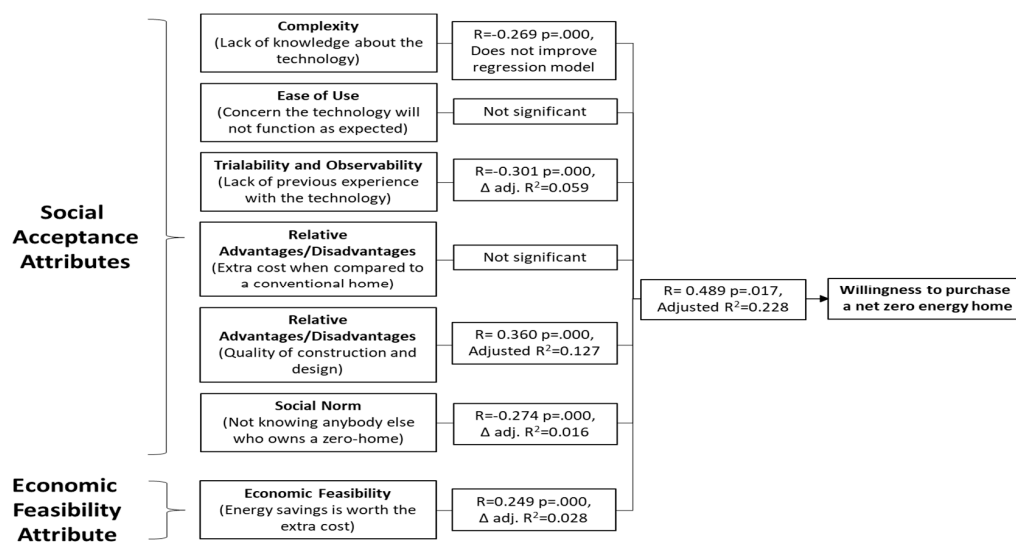 Social
Acceptance
Attributes
Complexity
(Lack of knowledge about the
technology)
R=-0.269 p=.000,
Does not improve
regression model
Ease of Use
(Concern the technology will
not function as expected)
Not significant
Trialability and Observability
(Lack of previous experience
with the technology)
R=-0.301 p=.000,
Δ adj. R²=0.059
Relative
Advantages/Disadvantages
(Extra cost when compared to
a conventional home)
Not significant
Relative
Advantages/Disadvantages
(Quality of construction and
design)
R= 0.360 p=.000,
Adjusted R²=0.127
Social Norm
(Not knowing anybody else
who owns a zero-home)
R=-0.274 p=.000,
Δ adj. R²=0.016
Economic
Feasibility
Attribute
Economic Feasibility
(Energy savings is worth the
extra cost)
R=0.249 p=.000,
Δ adj. R²=0.028
R= 0.489 p=.017,
Adjusted R²=0.228
Willingness to purchase
a net zero energy home